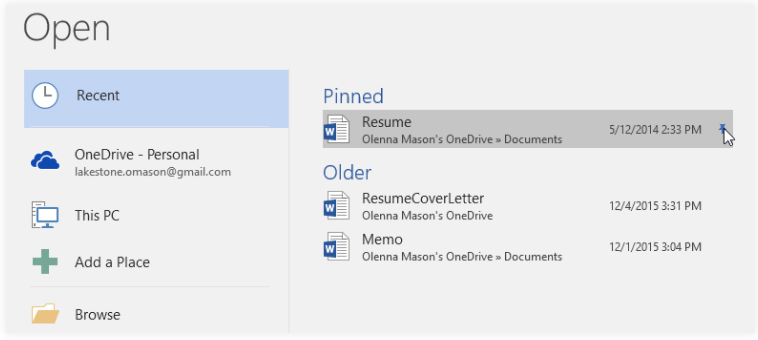 Open
Recent
OneDrive - Personal
lakestone.omason@gmail.com
This PC
Add a Place
Browse
Pinned
Resume
5/12/2014 2:33 PM
Olenna Mason's OneDrive » Documents
Older
ResumeCoverLetter
12/4/2015 3:31 PM
Olenna Mason's OneDrive
Memo
12/1/2015 3:04 PM
Olenna Mason's OneDrive » Documents